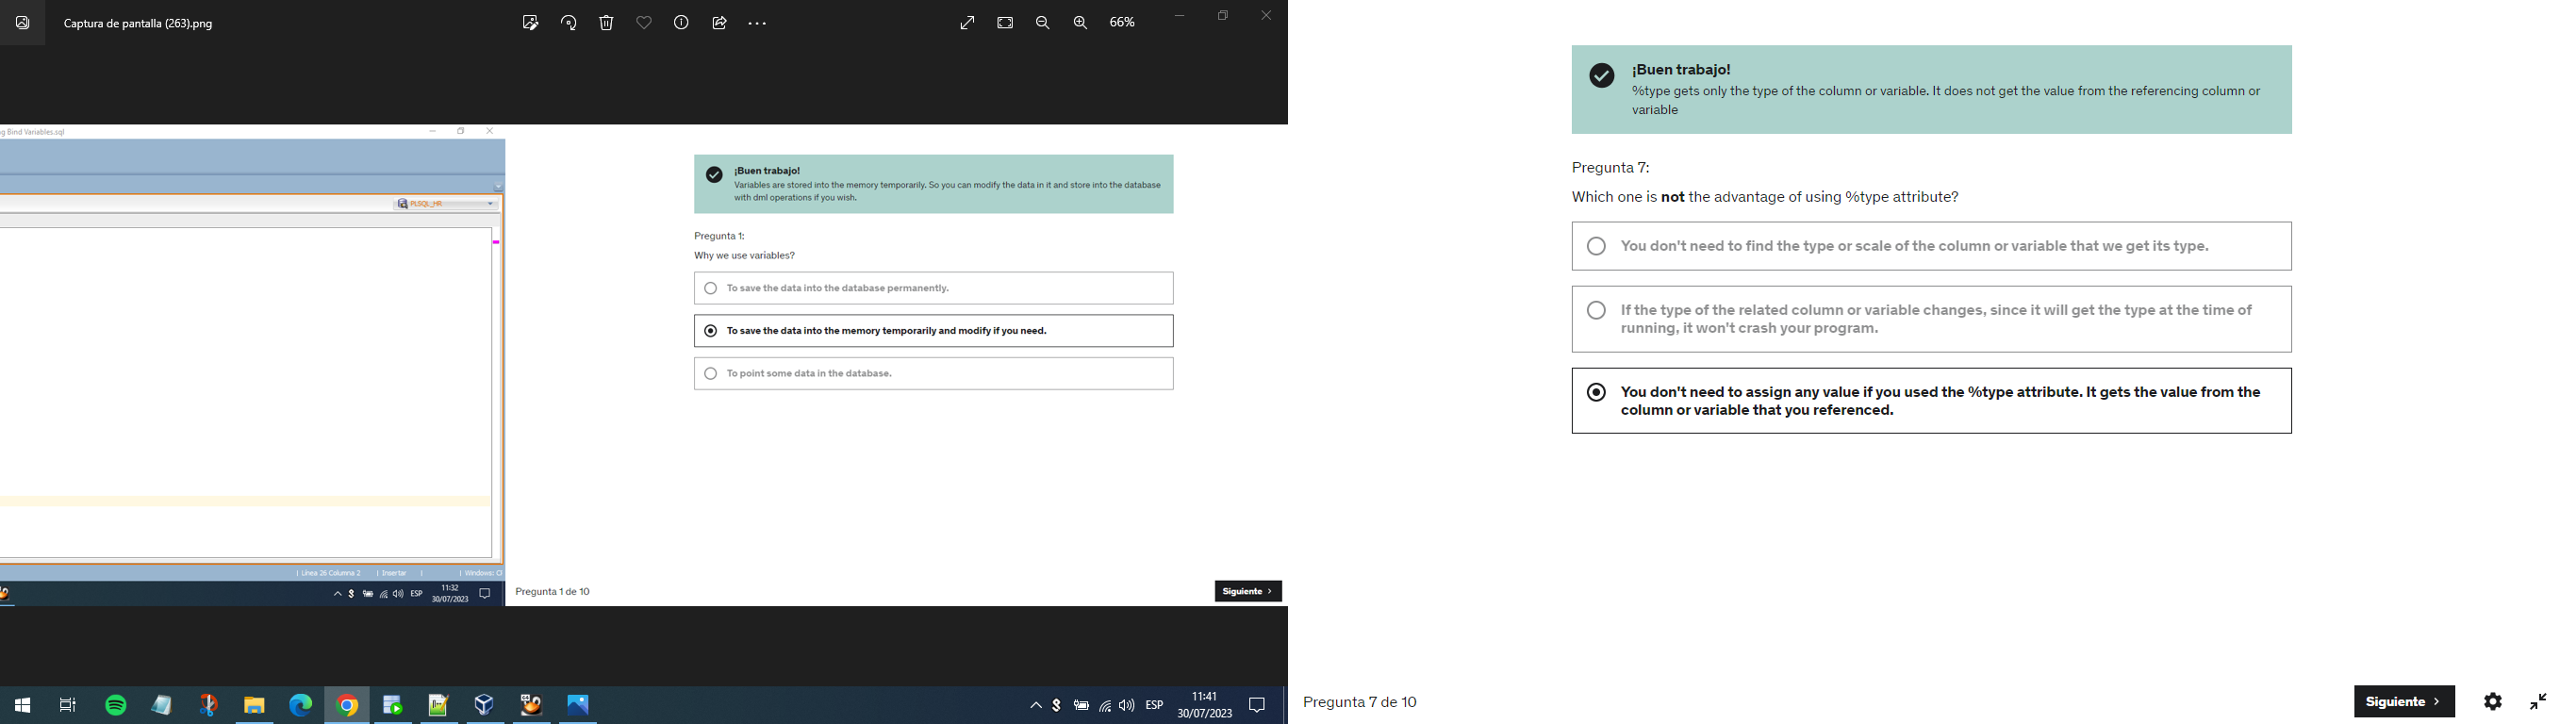 Captura de pantalla (263).png
66%
g Bind Variables.sql
PLSQL_HR
| Línea 26 Columna 2 | Insertar | | Windows: C
ESP
11:32
30/07/2023
¡Buen trabajo!
Variables are stored into the memory temporarily. So you can modify the data in it and store into the database
with dml operations if you wish.
Pregunta 1:
Why we use variables?
To save the data into the database permanently.
To save the data into the memory temporarily and modify if you need.
To point some data in the database.
Pregunta 1 de 10
Siguiente >
ESP
11:41
30/07/2023
¡Buen trabajo!
%type gets only the type of the column or variable. It does not get the value from the referencing column or
variable
Pregunta 7:
Which one is not the advantage of using %type attribute?
You don't need to find the type or scale of the column or variable that we get its type.
If the type of the related column or variable changes, since it will get the type at the time of
running, it won't crash your program.
You don't need to assign any value if you used the %type attribute. It gets the value from the
column or variable that you referenced.
Pregunta 7 de 10
Siguiente >